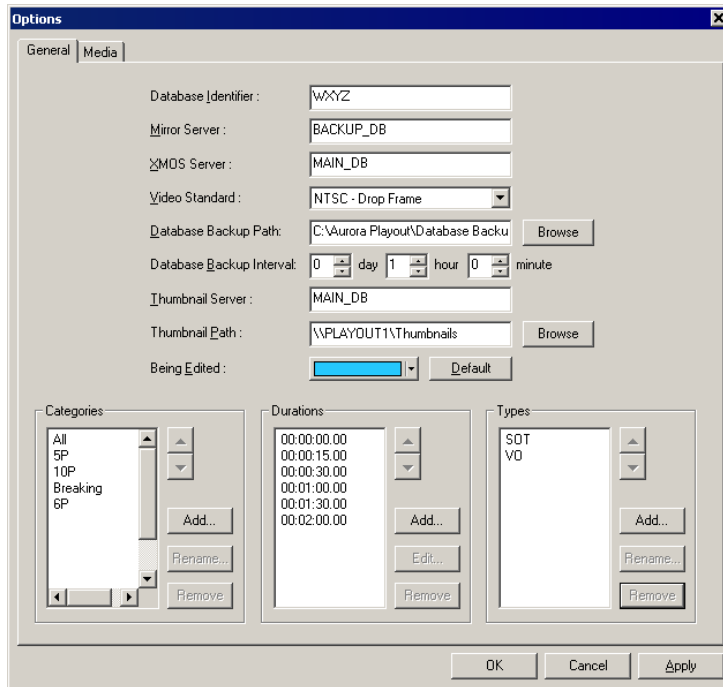 Options
General Media
Database Identifier : WXYZ
Mirror Server : BACKUP_DB
XMOS Server : MAIN_DB
Video Standard : NTSC - Drop Frame
Database Backup Path: C:\Aurora Playout\Database Backu Browse
Database Backup Interval: 0 day 1 hour 0 minute
Thumbnail Server : MAIN_DB
Thumbnail Path : \\PLAYOUT1\Thumbnails Browse
Being Edited : Default
Categories
All
5P
10P
Breaking
6P
Add...
Rename...
Remove
Durations
00:00:00.00
00:00:15.00
00:00:30.00
00:01:00.00
00:01:30.00
00:02:00.00
Add...
Edit...
Remove
Types
SOT
VO
Add...
Rename...
Remove
OK Cancel Apply